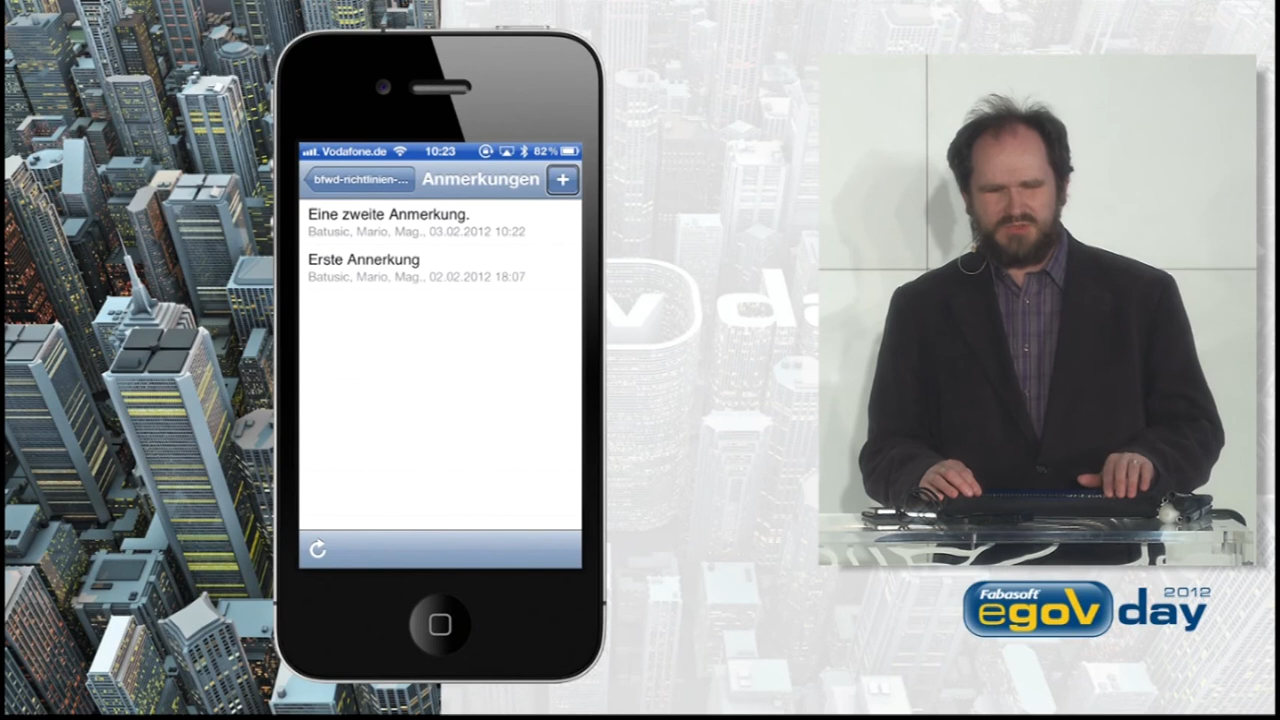 Vodafone.de 10:23 82%
bfwd-richtlinien-... Anmerkungen +
Eine zweite Anmerkung.
Batusic, Mario, Mag., 03.02.2012 10:22
Erste Annerkung
Batusic, Mario, Mag., 02.02.2012 18:07
v da
Fabasoft
egov day 2012